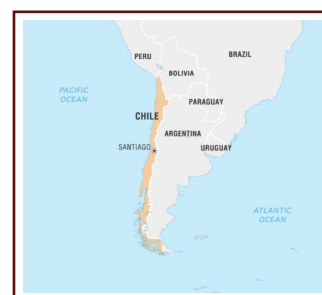 PERU
BRAZIL
BOLIVIA
PACIFIC
OCEAN
PARAGUAY
CHILE
ARGENTINA
SANTIAGO
URUGUAY
ATLANTIC
OCEAN